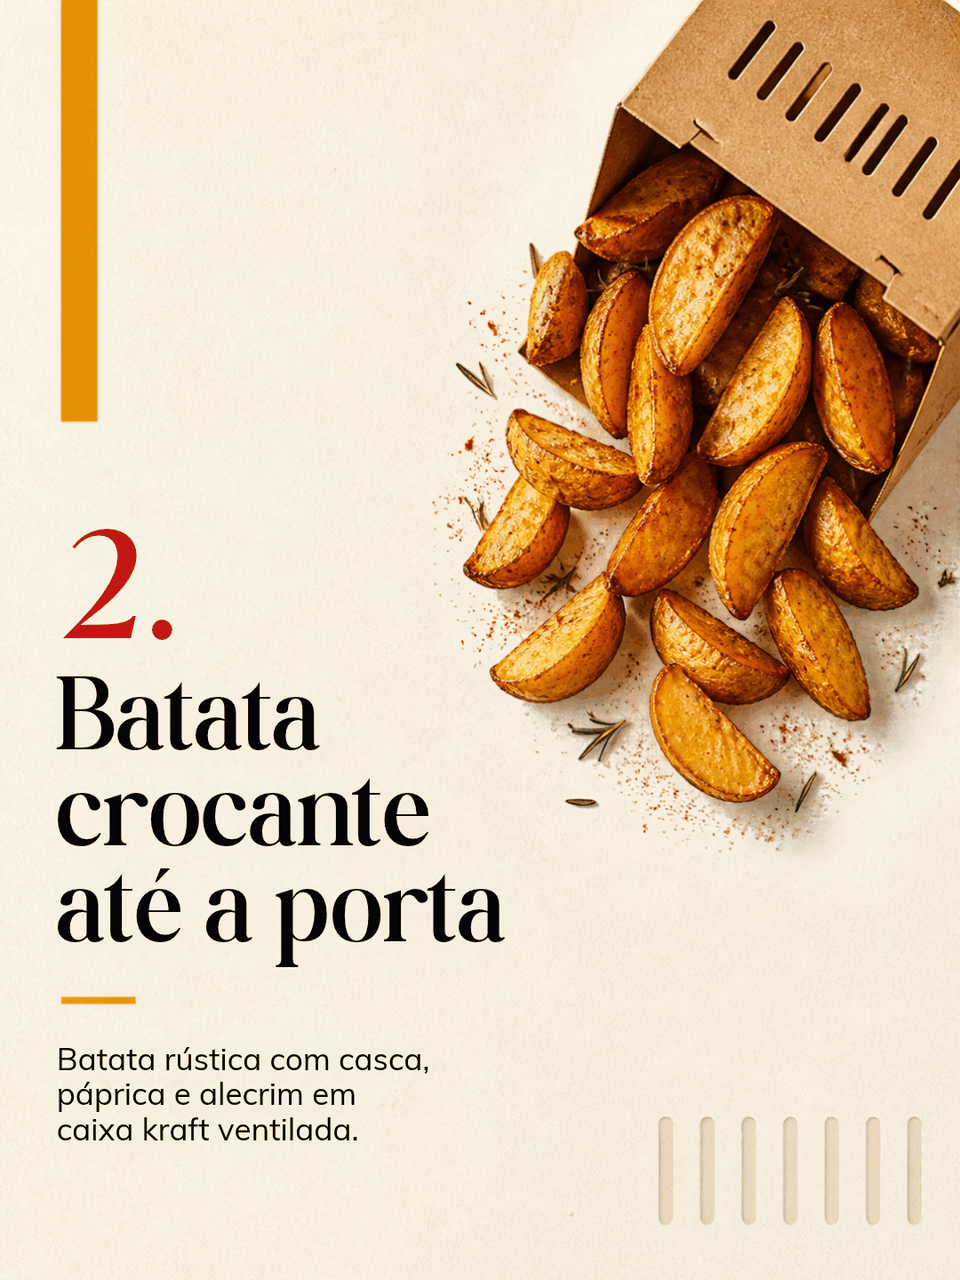 2.
Batata
crocante
até a porta
Batata rústica com casca,
páprica e alecrim em
caixa kraft ventilada.